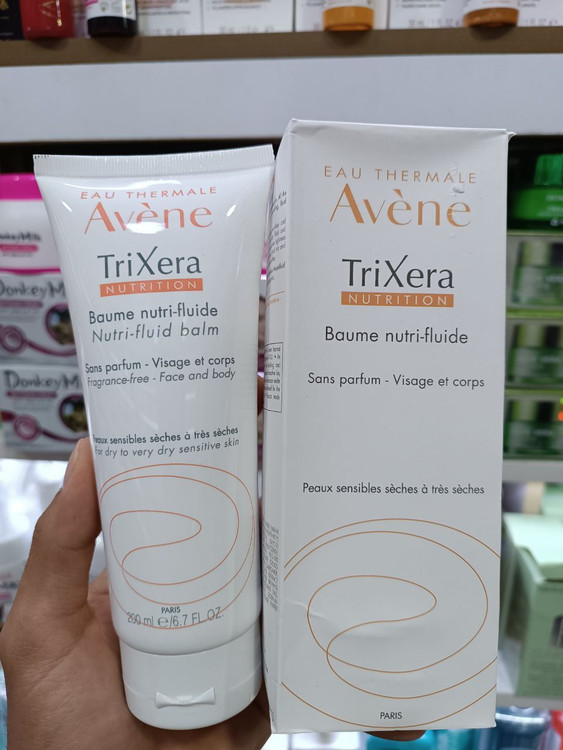 EAU THERMALE
Avène
TriXera
NUTRITION
Baume nutri-fluide
Nutri-fluid balm
Sans parfum - Visage et corps
Fragrance-free - Face and body
Peaux sensibles sèches à très sèches
For dry to very dry sensitive skin
PARIS
200 ml e/6.7 FL.OZ.
EAU THERMALE
Avène
TriXera
NUTRITION
Baume nutri-fluide
Sans parfum - Visage et corps
Peaux sensibles sèches à très sèches
PARIS
DonkeyM
DonkeyMi